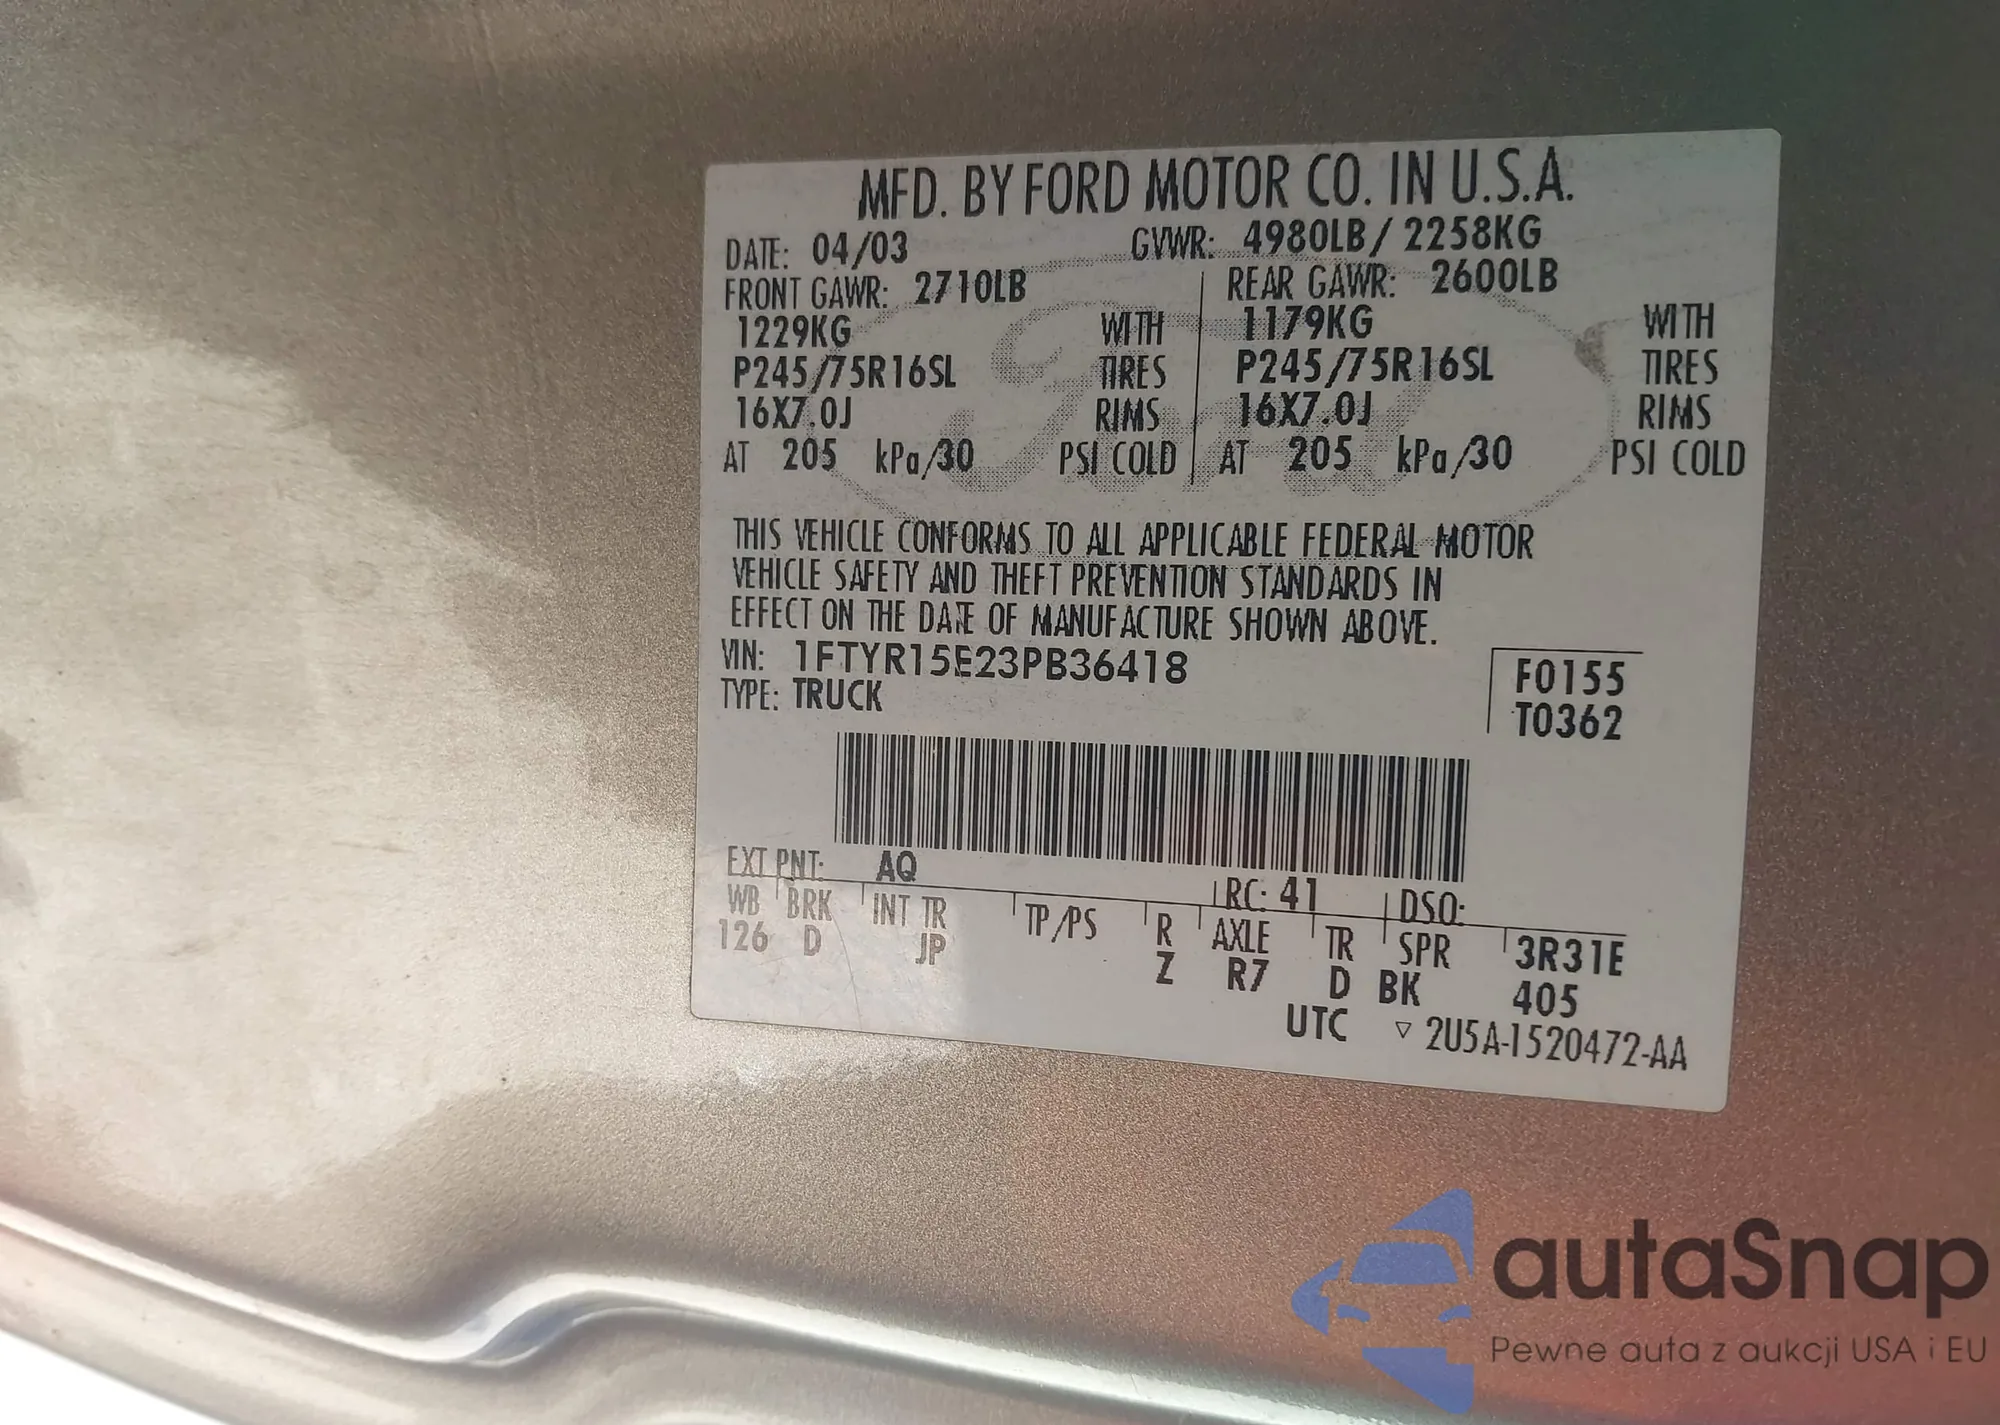 MFD. BY FORD MOTOR CO. IN U.S.A.
DATE: 04/03 GVWR: 4980LB / 2258KG
FRONT GAWR: 2710LB REAR GAWR: 2600LB
1229KG WITH 1179KG WITH
P245/75R16SL TIRES P245/75R16SL TIRES
16X7.0J RIMS 16X7.0J RIMS
AT 205 kPa/30 PSI COLD AT 205 kPa/30 PSI COLD
Ford
THIS VEHICLE CONFORMS TO ALL APPLICABLE FEDERAL MOTOR
VEHICLE SAFETY AND THEFT PREVENTION STANDARDS IN
EFFECT ON THE DATE OF MANUFACTURE SHOWN ABOVE.
VIN: 1FTYR15E23PB36418 F0155
TYPE: TRUCK T0362
EXT PNT: AQ RC: 41 DSO:
WB BRK INT TR TP/PS R AXLE TR SPR 3R31E
126 D JP Z R7 D BK 405
UTC ▽ 2U5A-1520472-AA
autaSnap
Pewne auta z aukcji USA i EU